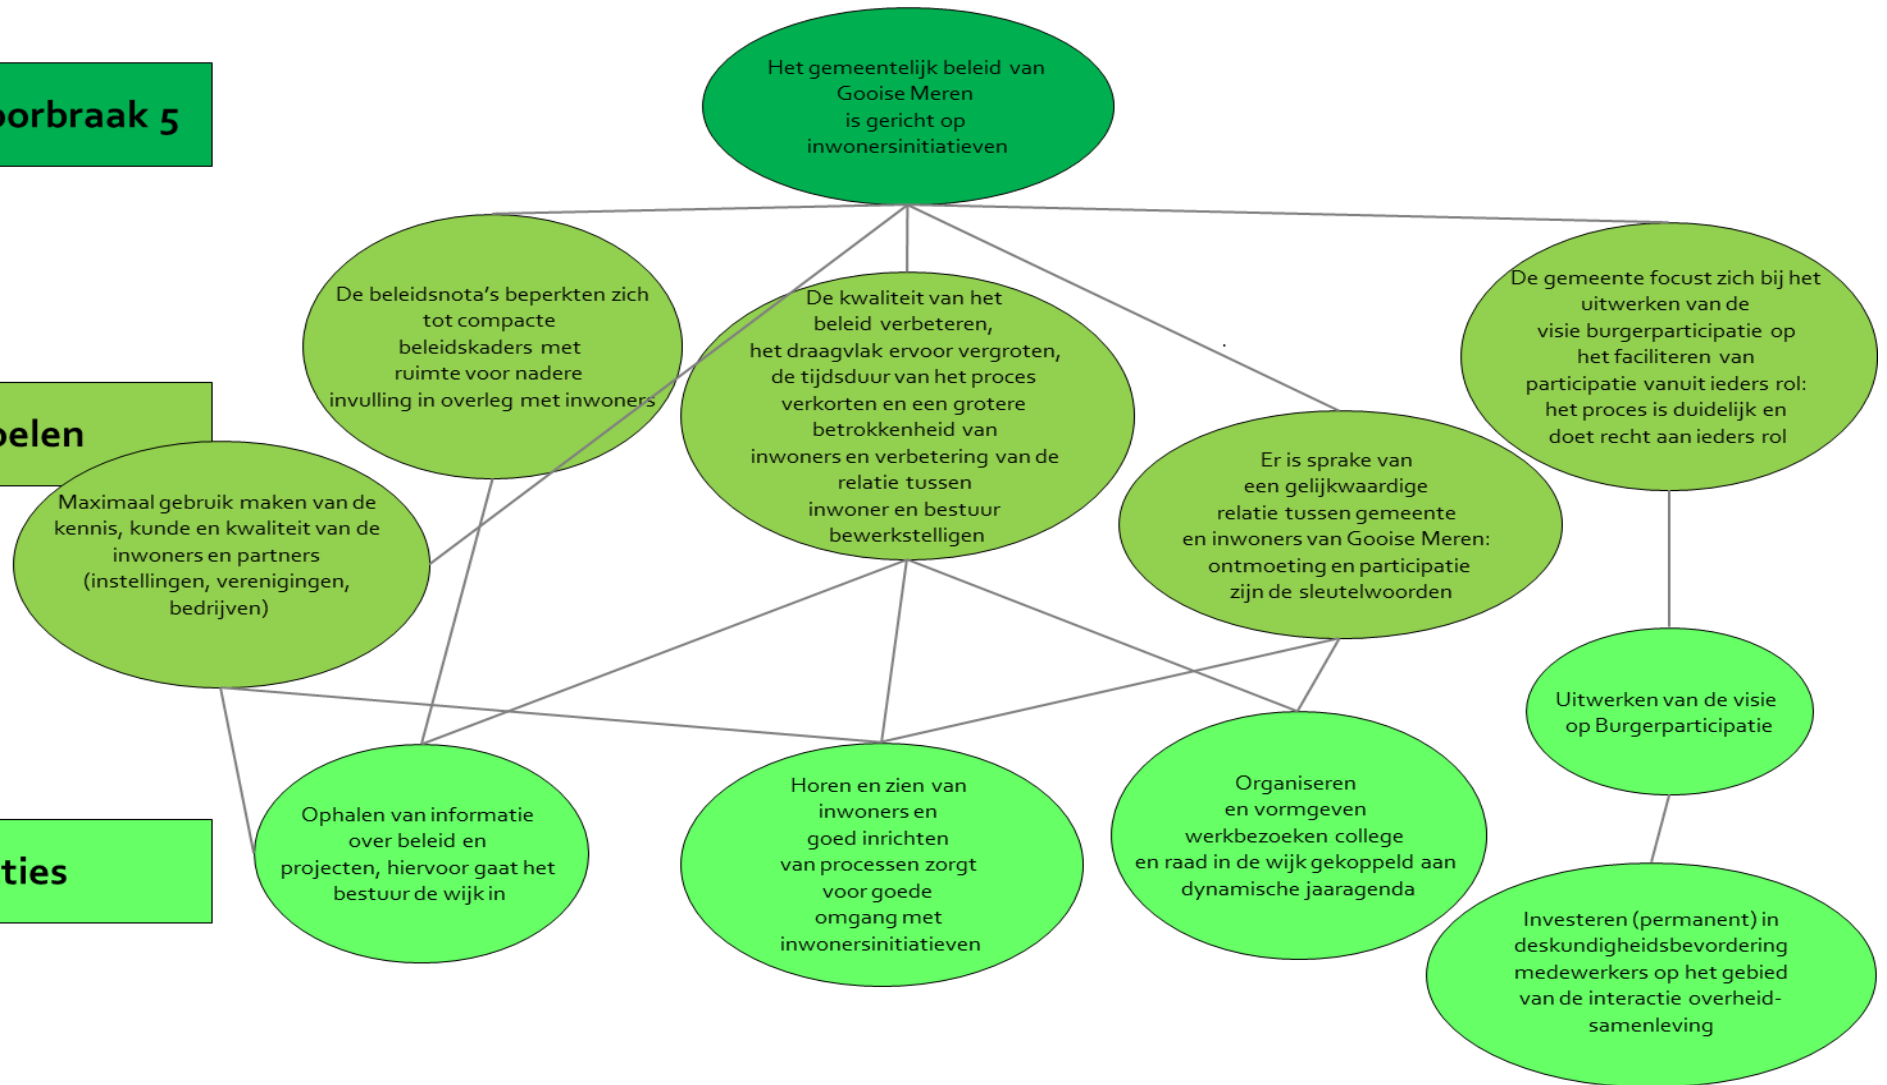 oorbraak 5
Het gemeentelijk beleid van
Gooise Meren
is gericht op
inwonersinitiatieven
De beleidsnota's beperkten zich
tot compacte
beleidskaders met
ruimte voor nadere
invulling in overleg met inwoners
De kwaliteit van het
beleid verbeteren,
het draagvlak ervoor vergroten,
de tijdsduur van het proces
verkorten en een grotere
betrokkenheid van
inwoners en verbetering van de
relatie tussen
inwoner en bestuur
bewerkstelligen
De gemeente focust zich bij het
uitwerken van de
visie burgerparticipatie op
het faciliteren van
participatie vanuit ieders rol:
het proces is duidelijk en
doet recht aan ieders rol
oelen
Maximaal gebruik maken van de
kennis, kunde en kwaliteit van de
inwoners en partners
(instellingen, verenigingen,
bedrijven)
Er is sprake van
een gelijkwaardige
relatie tussen gemeente
en inwoners van Gooise Meren:
ontmoeting en participatie
zijn de sleutelwoorden
Uitwerken van de visie
op Burgerparticipatie
ties
Ophalen van informatie
over beleid en
projecten, hiervoor gaat het
bestuur de wijk in
Horen en zien van
inwoners en
goed inrichten
van processen zorgt
voor goede
omgang met
inwonersinitiatieven
Organiseren
en vormgeven
werkbezoeken college
en raad in de wijk gekoppeld aan
dynamische jaaragenda
Investeren (permanent) in
deskundigheidsbevordering
medewerkers op het gebied
van de interactie overheid-
samenleving